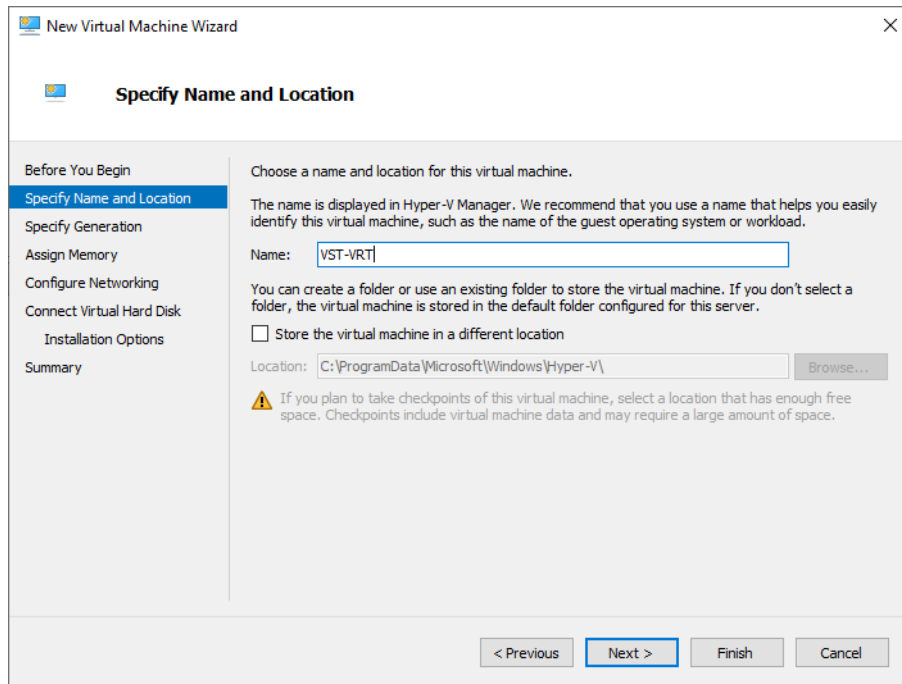 New Virtual Machine Wizard
Specify Name and Location
Before You Begin
Specify Name and Location
Specify Generation
Assign Memory
Configure Networking
Connect Virtual Hard Disk
Installation Options
Summary
Choose a name and location for this virtual machine.
The name is displayed in Hyper-V Manager. We recommend that you use a name that helps you easily
identify this virtual machine, such as the name of the guest operating system or workload.
Name: VST-VRT
You can create a folder or use an existing folder to store the virtual machine. If you don't select a
folder, the virtual machine is stored in the default folder configured for this server.
Store the virtual machine in a different location
Location: C:\ProgramData\Microsoft\Windows\Hyper-V\ Browse...
If you plan to take checkpoints of this virtual machine, select a location that has enough free
space. Checkpoints include virtual machine data and may require a large amount of space.
< Previous Next > Finish Cancel